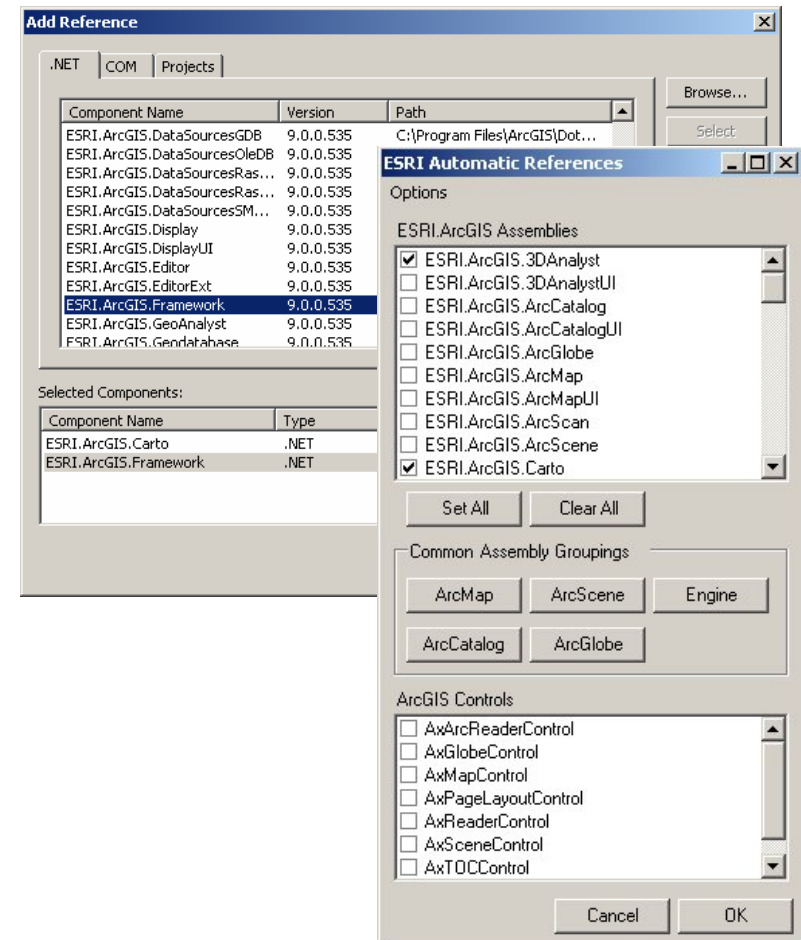 Add Reference
.NET COM Projects
Browse...
Component Name Version Path
Select
ESRI.ArcGIS.DataSourcesGDB 9.0.0.535 C:\Program Files\ArcGIS\Dot...
ESRI.ArcGIS.DataSourcesOleDB 9.0.0.535
ESRI.ArcGIS.DataSourcesRas... 9.0.0.535
ESRI.ArcGIS.DataSourcesRas... 9.0.0.535
ESRI.ArcGIS.DataSourcesSM... 9.0.0.535
ESRI.ArcGIS.Display 9.0.0.535
ESRI.ArcGIS.DisplayUI 9.0.0.535
ESRI.ArcGIS.Editor 9.0.0.535
ESRI.ArcGIS.EditorExt 9.0.0.535
ESRI.ArcGIS.Framework 9.0.0.535
ESRI.ArcGIS.GeoAnalyst 9.0.0.535
ESRI.ArcGIS.Geodatabase 9.0.0.535
Selected Components:
Component Name Type
ESRI.ArcGIS.Carto .NET
ESRI.ArcGIS.Framework .NET
ESRI Automatic References
Options
ESRI.ArcGIS Assemblies
ESRI.ArcGIS.3DAnalyst
ESRI.ArcGIS.3DAnalystUI
ESRI.ArcGIS.ArcCatalog
ESRI.ArcGIS.ArcCatalogUI
ESRI.ArcGIS.ArcGlobe
ESRI.ArcGIS.ArcMap
ESRI.ArcGIS.ArcMapUI
ESRI.ArcGIS.ArcScan
ESRI.ArcGIS.ArcScene
ESRI.ArcGIS.Carto
Set All Clear All
Common Assembly Groupings
ArcMap ArcScene Engine
ArcCatalog ArcGlobe
ArcGIS Controls
AxArcReaderControl
AxGlobeControl
AxMapControl
AxPageLayoutControl
AxReaderControl
AxSceneControl
AxTOCControl
Cancel OK